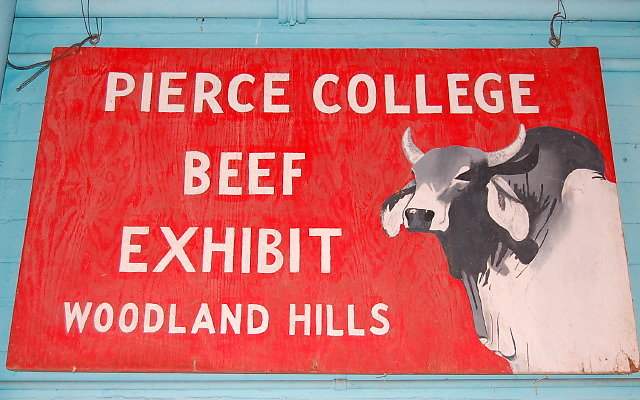 PIERCE COLLEGE
BEEF
EXHIBIT
WOODLAND HILLS